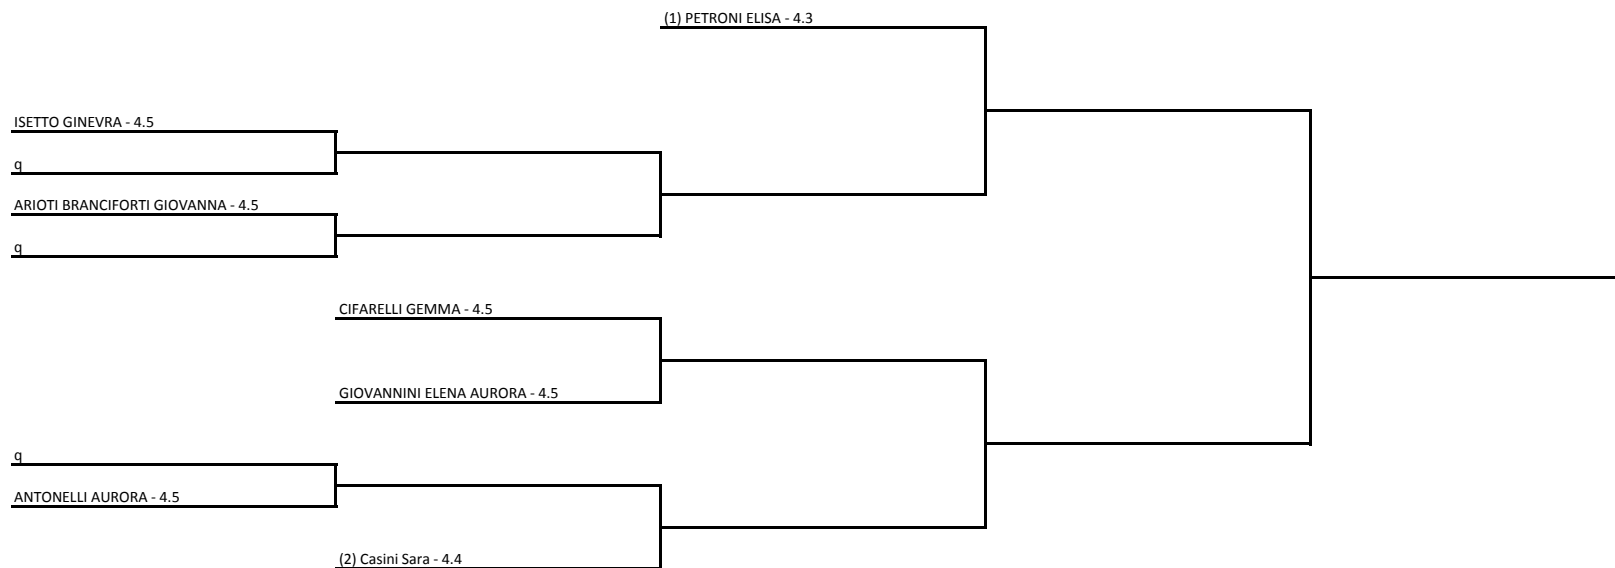 (1) PETRONI ELISA - 4.3
ISETTO GINEVRA - 4.5
q
ARIOTI BRANCIFORTI GIOVANNA - 4.5
q
CIFARELLI GEMMA - 4.5
GIOVANNINI ELENA AURORA - 4.5
q
ANTONELLI AURORA - 4.5
(2) Casini Sara - 4.4